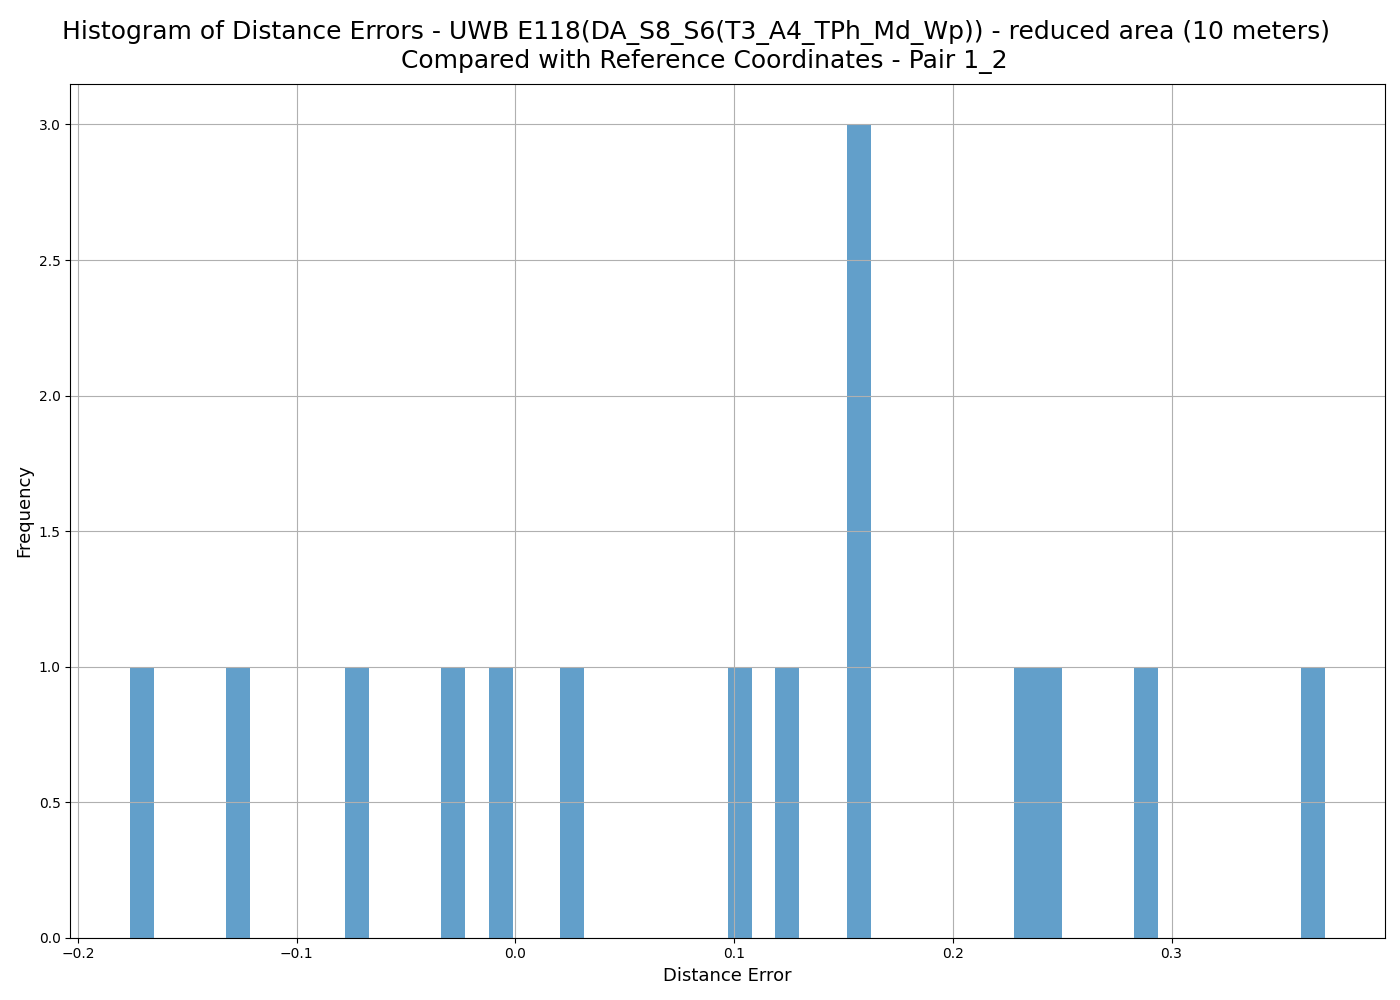 Histogram of Distance Errors - UWB E118(DA_S8_S6(T3_A4_TPh_Md_Wp)) - reduced area (10 meters)
Compared with Reference Coordinates - Pair 1_2
3.0
2.5
2.0
1.5
1.0
0.5
0.0
Frequency
−0.2 −0.1 0.0 0.1 0.2 0.3
Distance Error